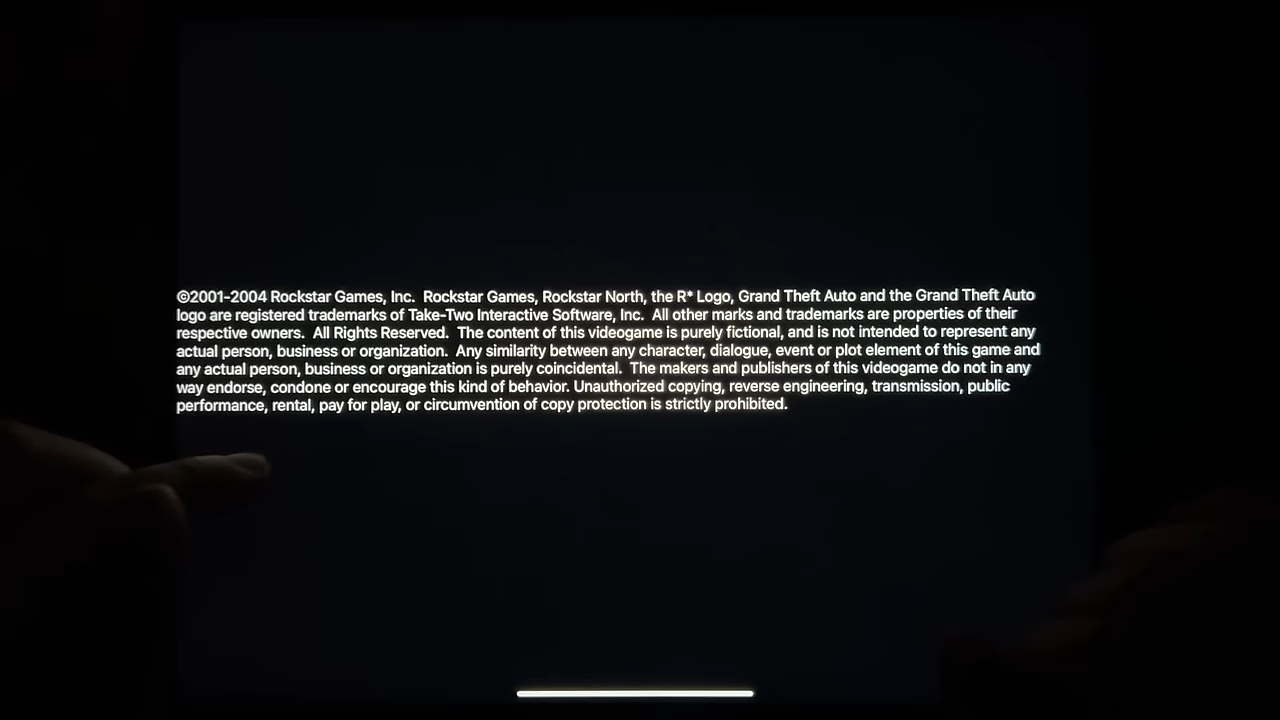 ©2001-2004 Rockstar Games, Inc.  Rockstar Games, Rockstar North, the R* Logo, Grand Theft Auto and the Grand Theft Auto
logo are registered trademarks of Take-Two Interactive Software, Inc.  All other marks and trademarks are properties of their
respective owners.  All Rights Reserved.  The content of this videogame is purely fictional, and is not intended to represent any
actual person, business or organization.  Any similarity between any character, dialogue, event or plot element of this game and
any actual person, business or organization is purely coincidental.  The makers and publishers of this videogame do not in any
way endorse, condone or encourage this kind of behavior. Unauthorized copying, reverse engineering, transmission, public
performance, rental, pay for play, or circumvention of copy protection is strictly prohibited.